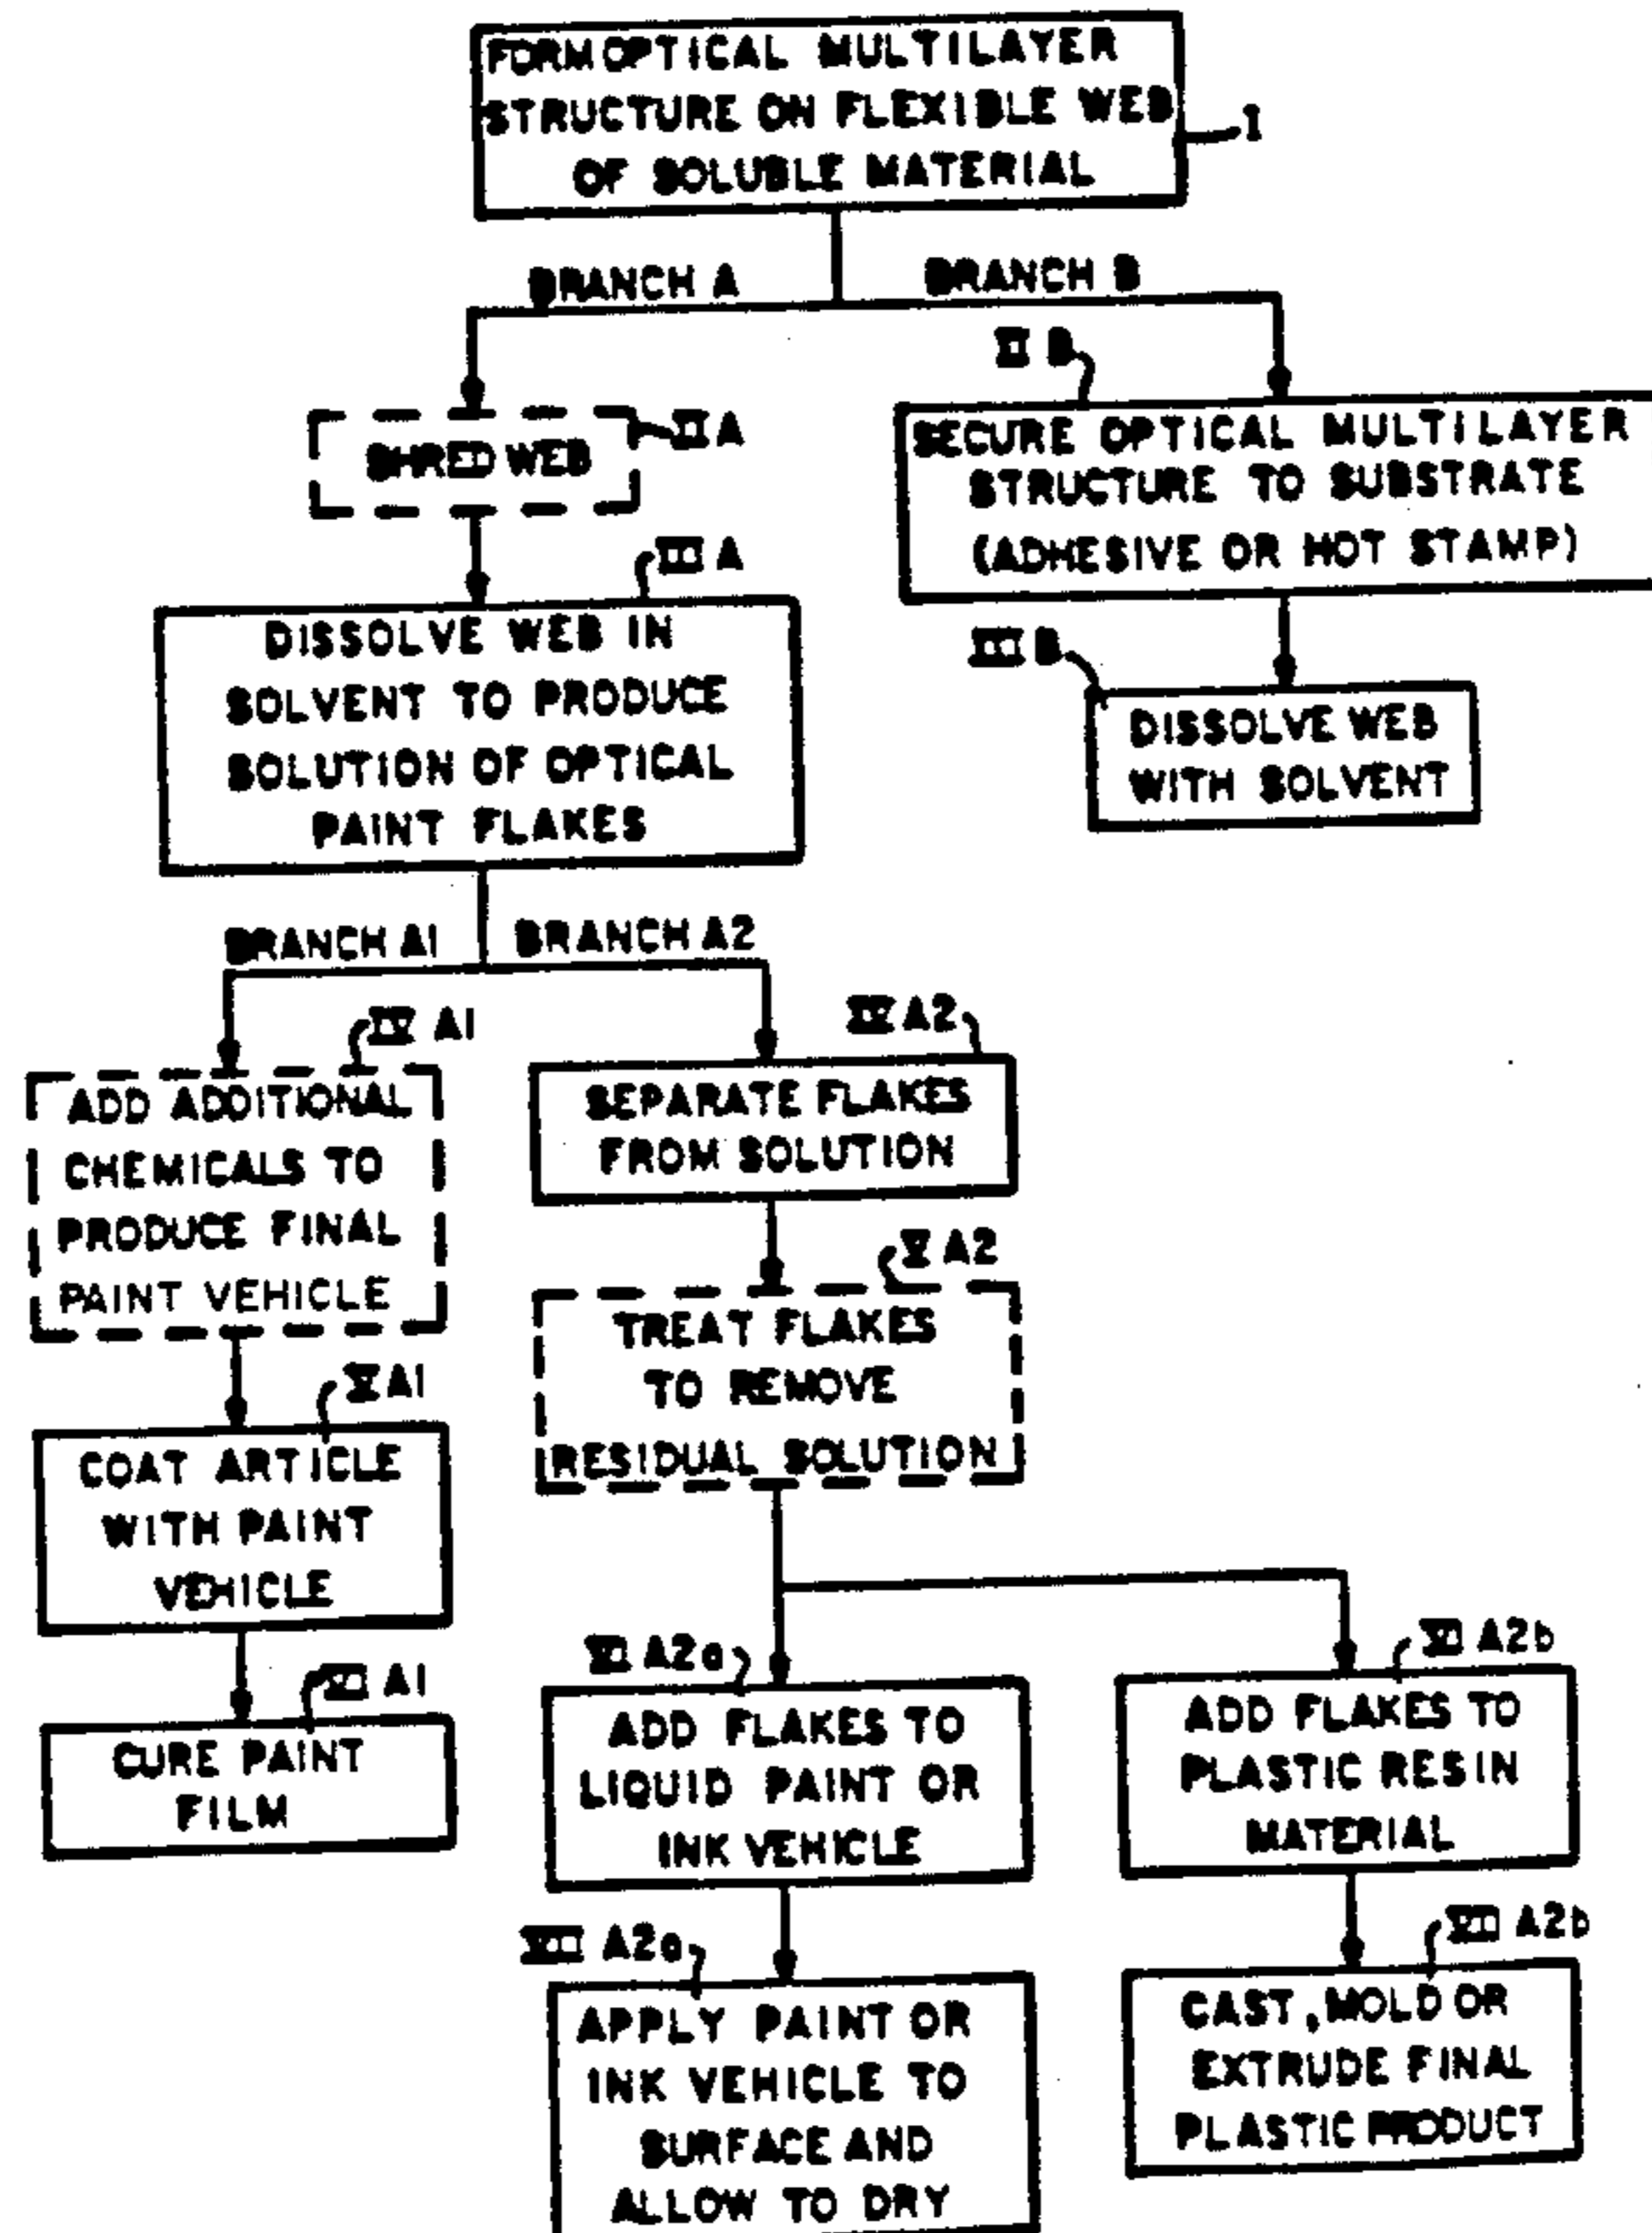 FORM OPTICAL MULTILAYER
STRUCTURE ON FLEXIBLE WEB
OF SOLUBLE MATERIAL
I
BRANCH A
BRANCH B
II B
SHRED WEB
II A
SECURE OPTICAL MULTILAYER
STRUCTURE TO SUBSTRATE
(ADHESIVE OR HOT STAMP)
III A
DISSOLVE WEB IN
SOLVENT TO PRODUCE
SOLUTION OF OPTICAL
PAINT FLAKES
III B
DISSOLVE WEB
WITH SOLVENT
BRANCH A1
BRANCH A2
IV A1
ADD ADDITIONAL
CHEMICALS TO
PRODUCE FINAL
PAINT VEHICLE
IV A2
SEPARATE FLAKES
FROM SOLUTION
V A2
TREAT FLAKES
TO REMOVE
RESIDUAL SOLUTION
V A1
COAT ARTICLE
WITH PAINT
VEHICLE
VI A1
CURE PAINT
FILM
VI A2a
ADD FLAKES TO
LIQUID PAINT OR
INK VEHICLE
VI A2b
ADD FLAKES TO
PLASTIC RESIN
MATERIAL
VII A2a
APPLY PAINT OR
INK VEHICLE TO
SURFACE AND
ALLOW TO DRY
VII A2b
CAST, MOLD OR
EXTRUDE FINAL
PLASTIC PRODUCT